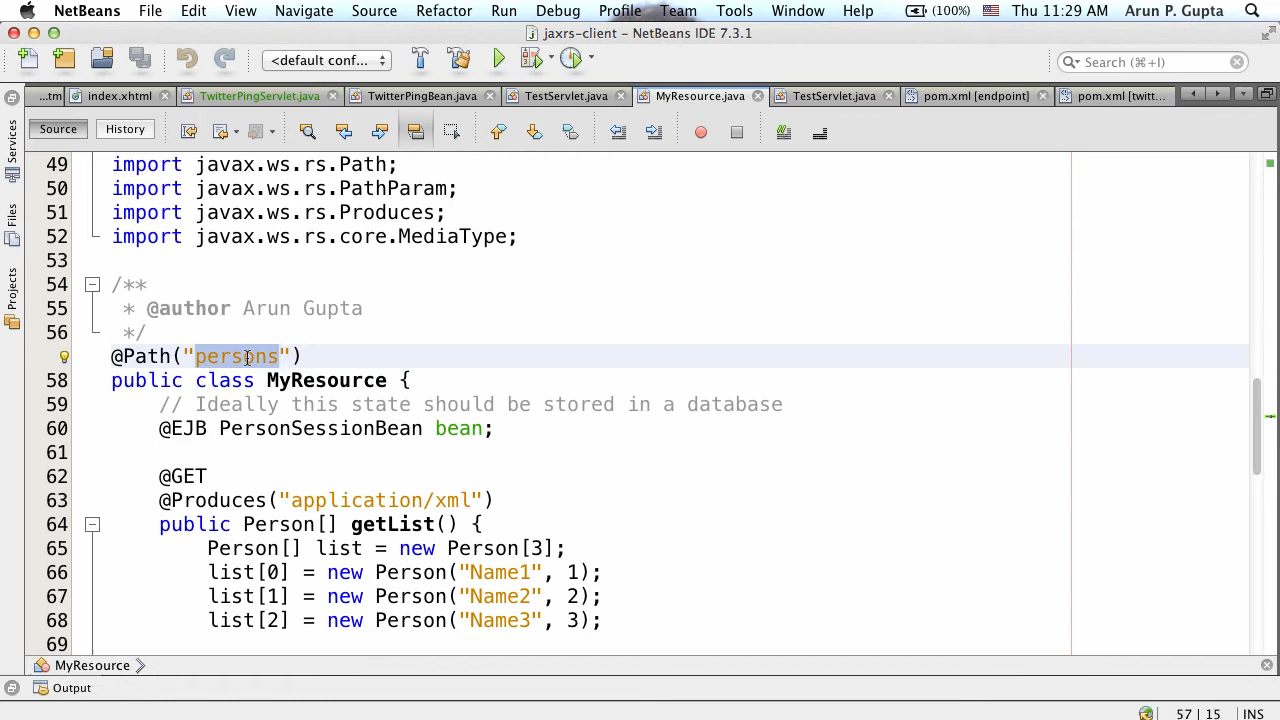 NetBeans File Edit View Navigate Source Refactor Run Debug Profile Team Tools Window Help (100%) Thu 11:29 AM Arun P. Gupta
jaxrs-client – NetBeans IDE 7.3.1
<default conf... Search (⌘+I)
...tm index.xhtml TwitterPingServlet.java TwitterPingBean.java TestServlet.java MyResource.java TestServlet.java pom.xml [endpoint] pom.xml [twitt...
Source History
Services
Files
Projects
49 import javax.ws.rs.Path;
50 import javax.ws.rs.PathParam;
51 import javax.ws.rs.Produces;
52 import javax.ws.rs.core.MediaType;
53
54 /**
55 * @author Arun Gupta
56 */
@Path("persons")
58 public class MyResource {
59 // Ideally this state should be stored in a database
60 @EJB PersonSessionBean bean;
61
62 @GET
63 @Produces("application/xml")
64 public Person[] getList() {
65 Person[] list = new Person[3];
66 list[0] = new Person("Name1", 1);
67 list[1] = new Person("Name2", 2);
68 list[2] = new Person("Name3", 3);
69
MyResource
Output
57 | 15 INS